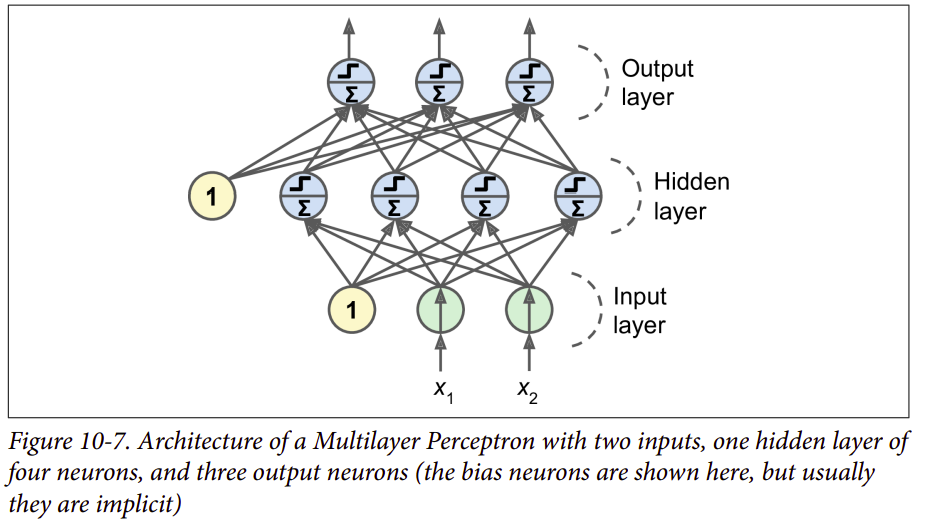 Output
layer
Σ Σ Σ
Hidden
layer
1 Σ Σ Σ Σ
Input
layer
1
x₁ x₂
Figure 10-7. Architecture of a Multilayer Perceptron with two inputs, one hidden layer of
four neurons, and three output neurons (the bias neurons are shown here, but usually
they are implicit)